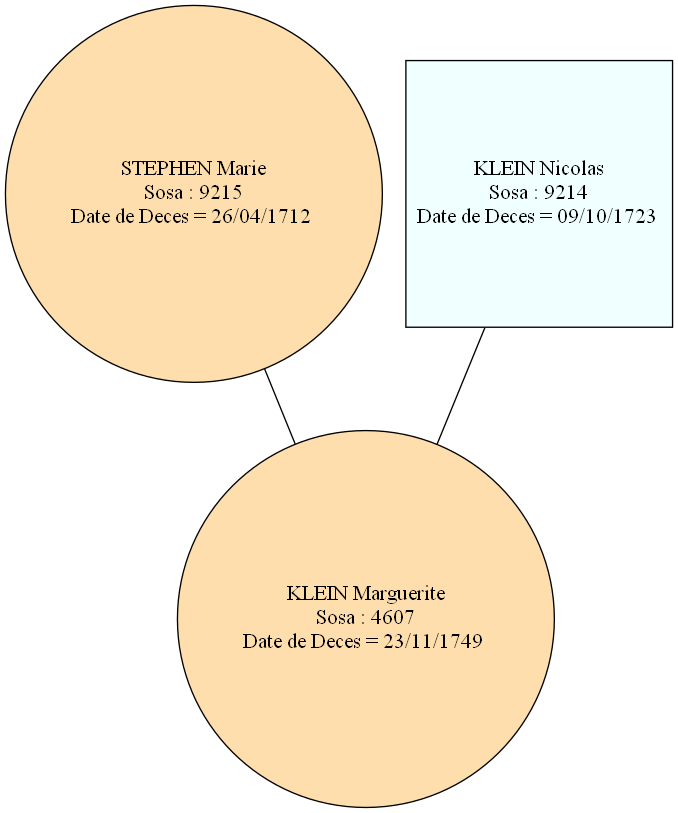 STEPHEN Marie
Sosa : 9215
Date de Deces = 26/04/1712
KLEIN Nicolas
Sosa : 9214
Date de Deces = 09/10/1723
KLEIN Marguerite
Sosa : 4607
Date de Deces = 23/11/1749